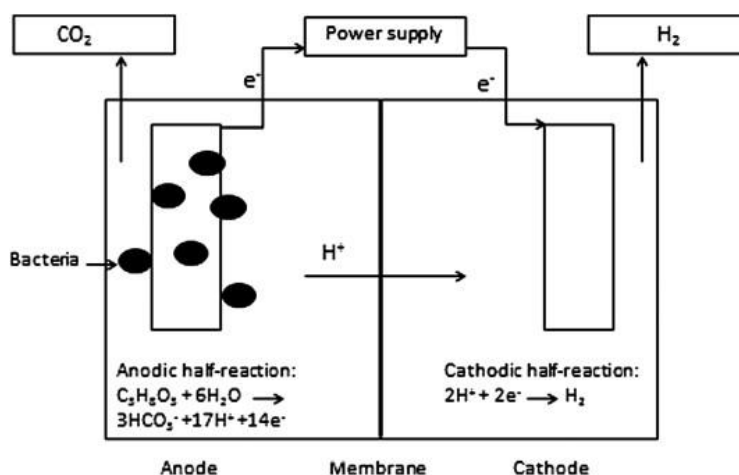 CO₂
Power supply
H₂
e⁻
e⁻
Bacteria
H⁺
Anodic half-reaction:
C₃H₈O₃ + 6H₂O ⟶
3HCO₃⁻ +17H⁺ +14e⁻
Cathodic half-reaction:
2H⁺ + 2e⁻ ⟶ H₂
Anode
Membrane
Cathode